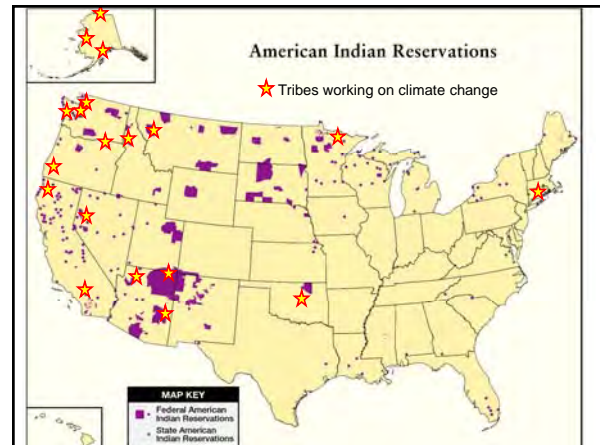 American Indian Reservations
Tribes working on climate change
MAP KEY
Federal American
Indian Reservations
State American
Indian Reservations